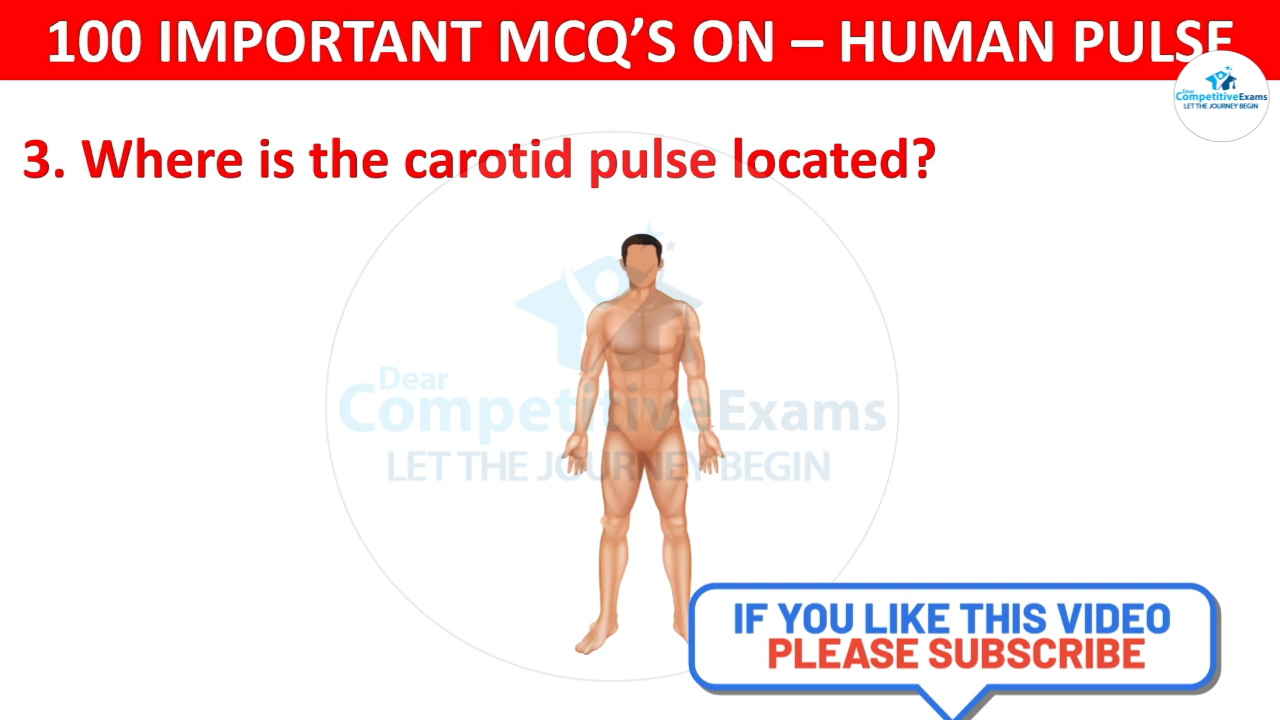 100 IMPORTANT MCQ'S ON – HUMAN PULSE
Dear
CompetitiveExams
LET THE JOURNEY BEGIN
3. Where is the carotid pulse located?
Dear
CompetitiveExams
LET THE JOURNEY BEGIN
IF YOU LIKE THIS VIDEO
PLEASE SUBSCRIBE